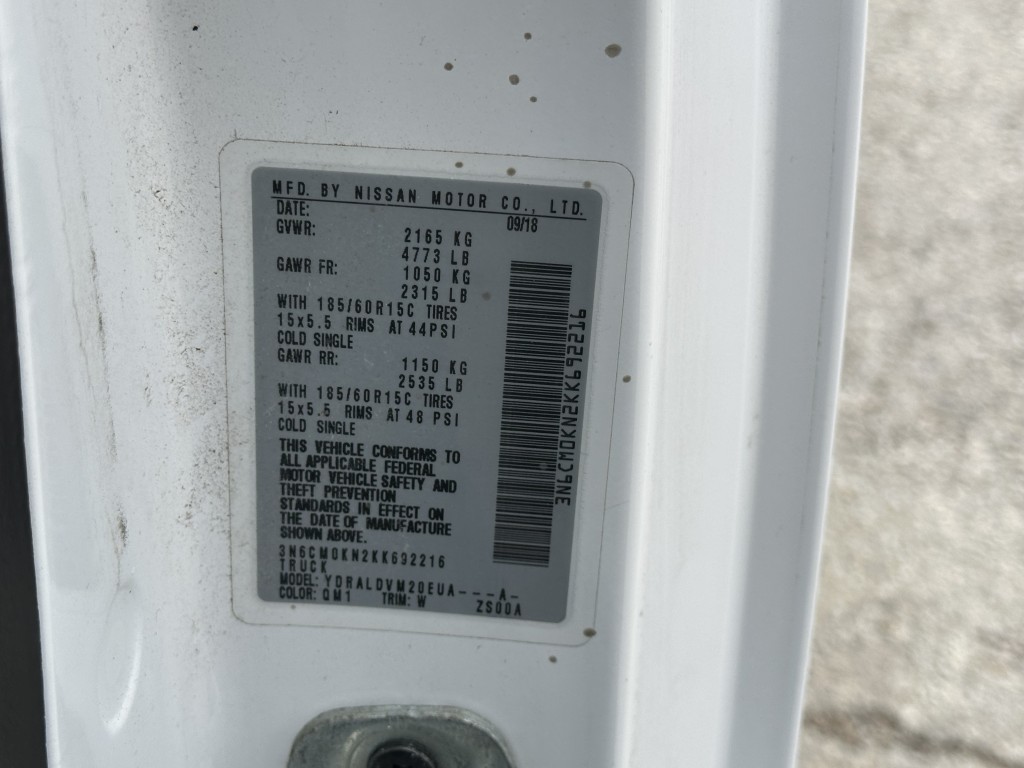 MFD. BY NISSAN MOTOR CO., LTD.
DATE: 09/18
GVWR: 2165 KG
4773 LB
GAWR FR: 1050 KG
2315 LB
WITH 185/60R15C TIRES
15x5.5 RIMS AT 44PSI
COLD SINGLE
GAWR RR: 1150 KG
2535 LB
WITH 185/60R15C TIRES
15x5.5 RIMS AT 48 PSI
COLD SINGLE
THIS VEHICLE CONFORMS TO
ALL APPLICABLE FEDERAL
MOTOR VEHICLE SAFETY AND
THEFT PREVENTION
STANDARDS IN EFFECT ON
THE DATE OF MANUFACTURE
SHOWN ABOVE.
3N6CM0KN2KK692216
TRUCK
MODEL: YDRALDVM20EUA---A-
COLOR: QM1 TRIM: W ZS00A
3N6CM0KN2KK692216